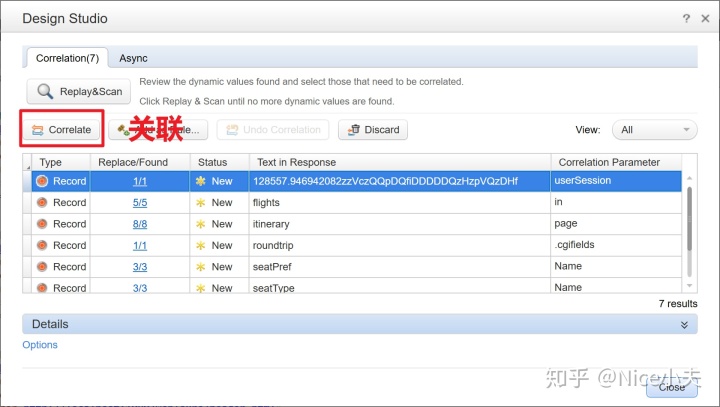 Design Studio
Correlation(7) Async
Replay&Scan
Review the dynamic values found and select those that need to be correlated.
Click Replay & Scan until no more dynamic values are found.
Correlate 关联 Undo Correlation Discard View: All
Type Replace/Found Status Text in Response Correlation Parameter
Record 1/1 New 128557.946942082zzVczQQpDQfiDDDDDQzHzpVQzDHf userSession
Record 5/5 New flights in
Record 8/8 New itinerary page
Record 1/1 New roundtrip .cgifields
Record 3/3 New seatPref Name
Record 3/3 New seatType Name
7 results
Details
Options
知乎 @Nice小夫
Close